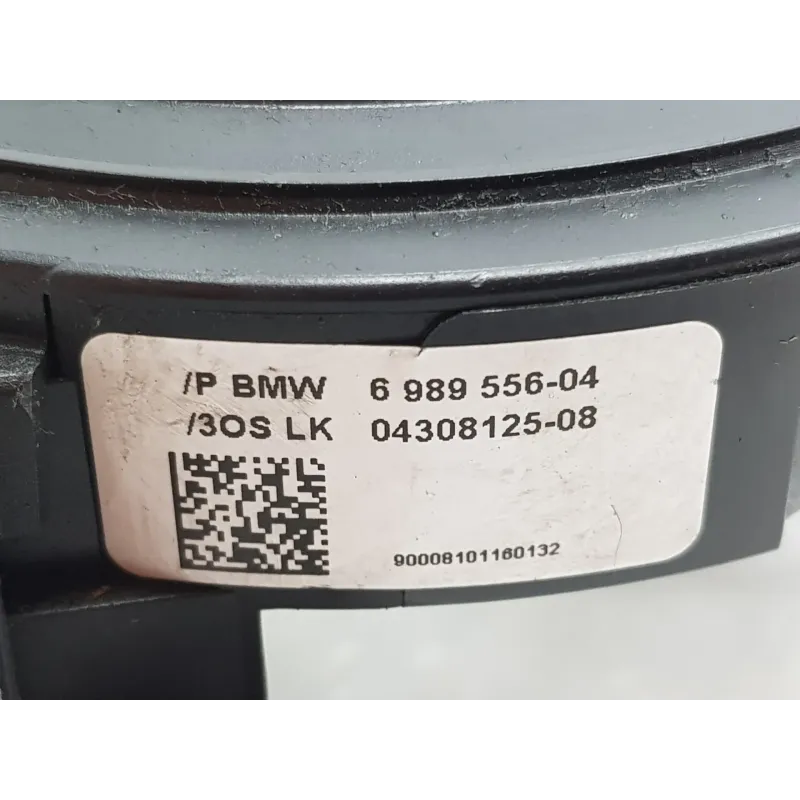 /P BMW 6 989 556-04
/3OS LK 04308125-08
90008101160132